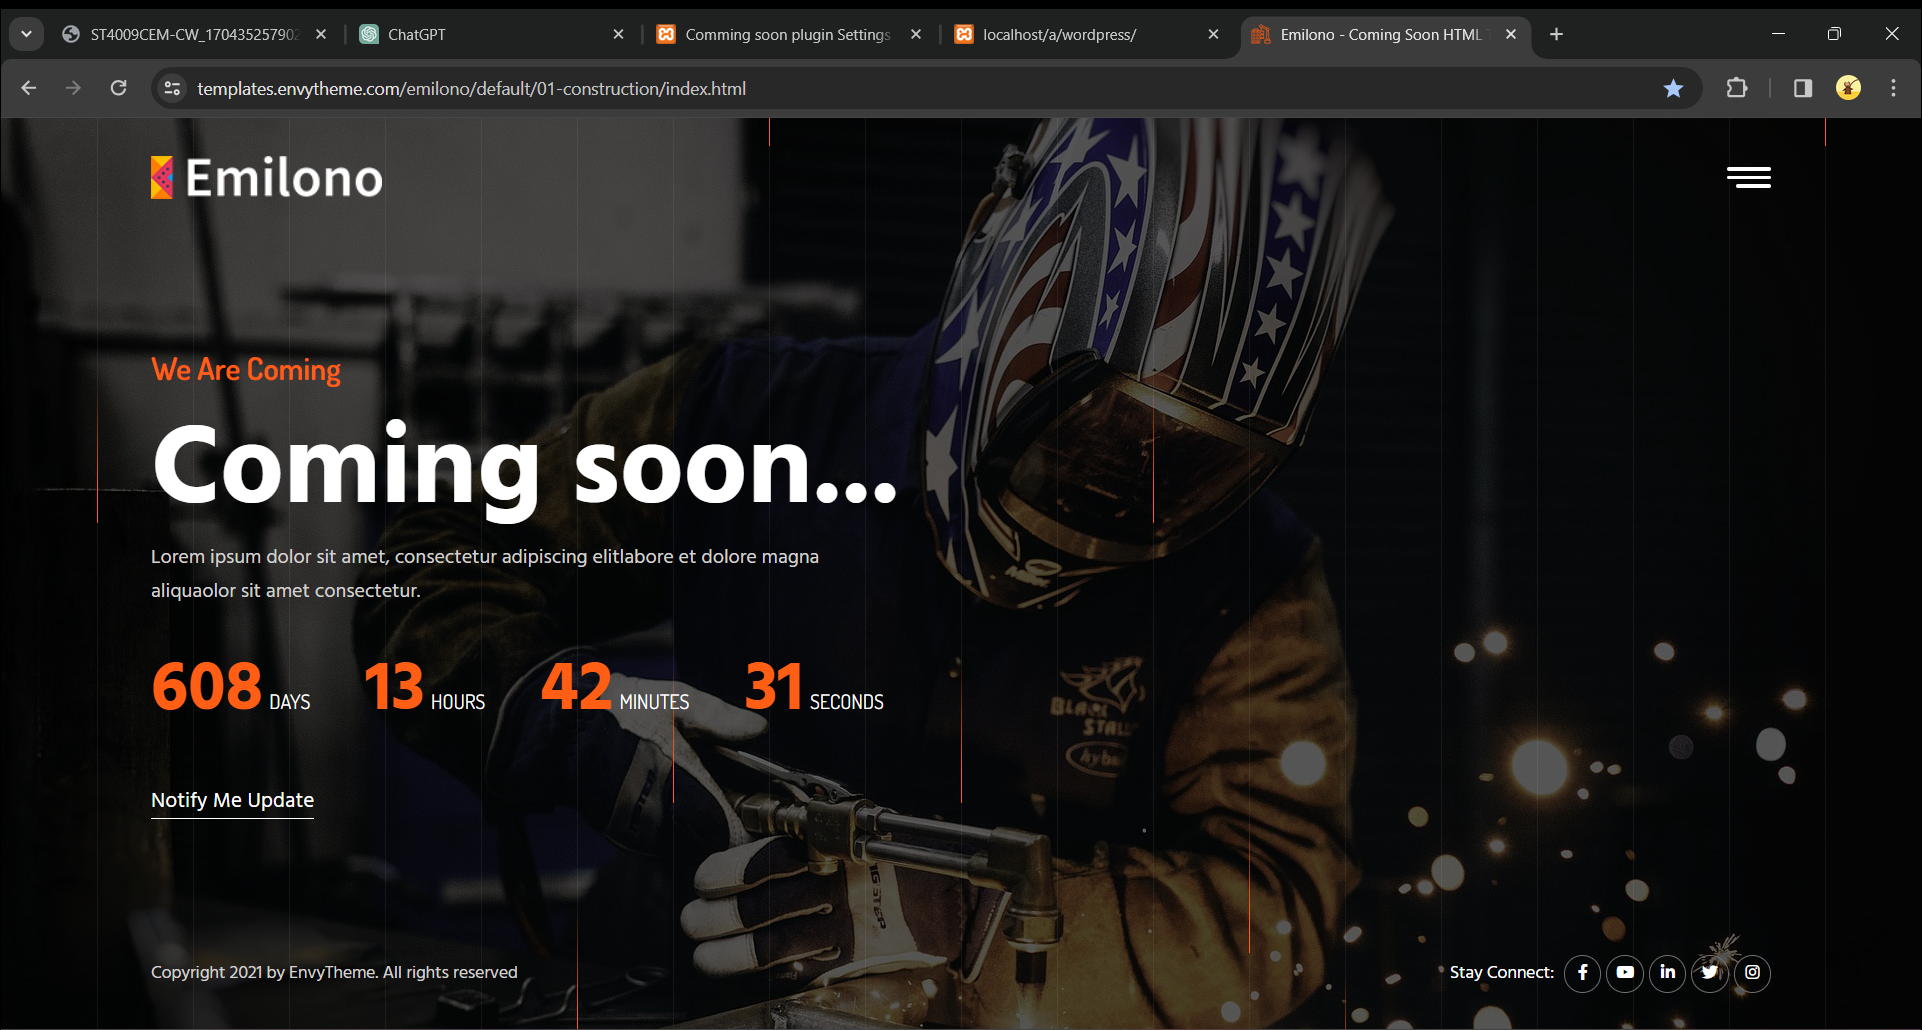 ST4009CEM-CW_170435257902
ChatGPT
Comming soon plugin Settings
localhost/a/wordpress/
Emilono - Coming Soon HTML T
templates.envytheme.com/emilono/default/01-construction/index.html
Emilono
We Are Coming
Coming soon...
Lorem ipsum dolor sit amet, consectetur adipiscing elitlabore et dolore magna
aliquaolor sit amet consectetur.
608 DAYS 13 HOURS 42 MINUTES 31 SECONDS
BLACK
STALL
Notify Me Update
Copyright 2021 by EnvyTheme. All rights reserved
Stay Connect: